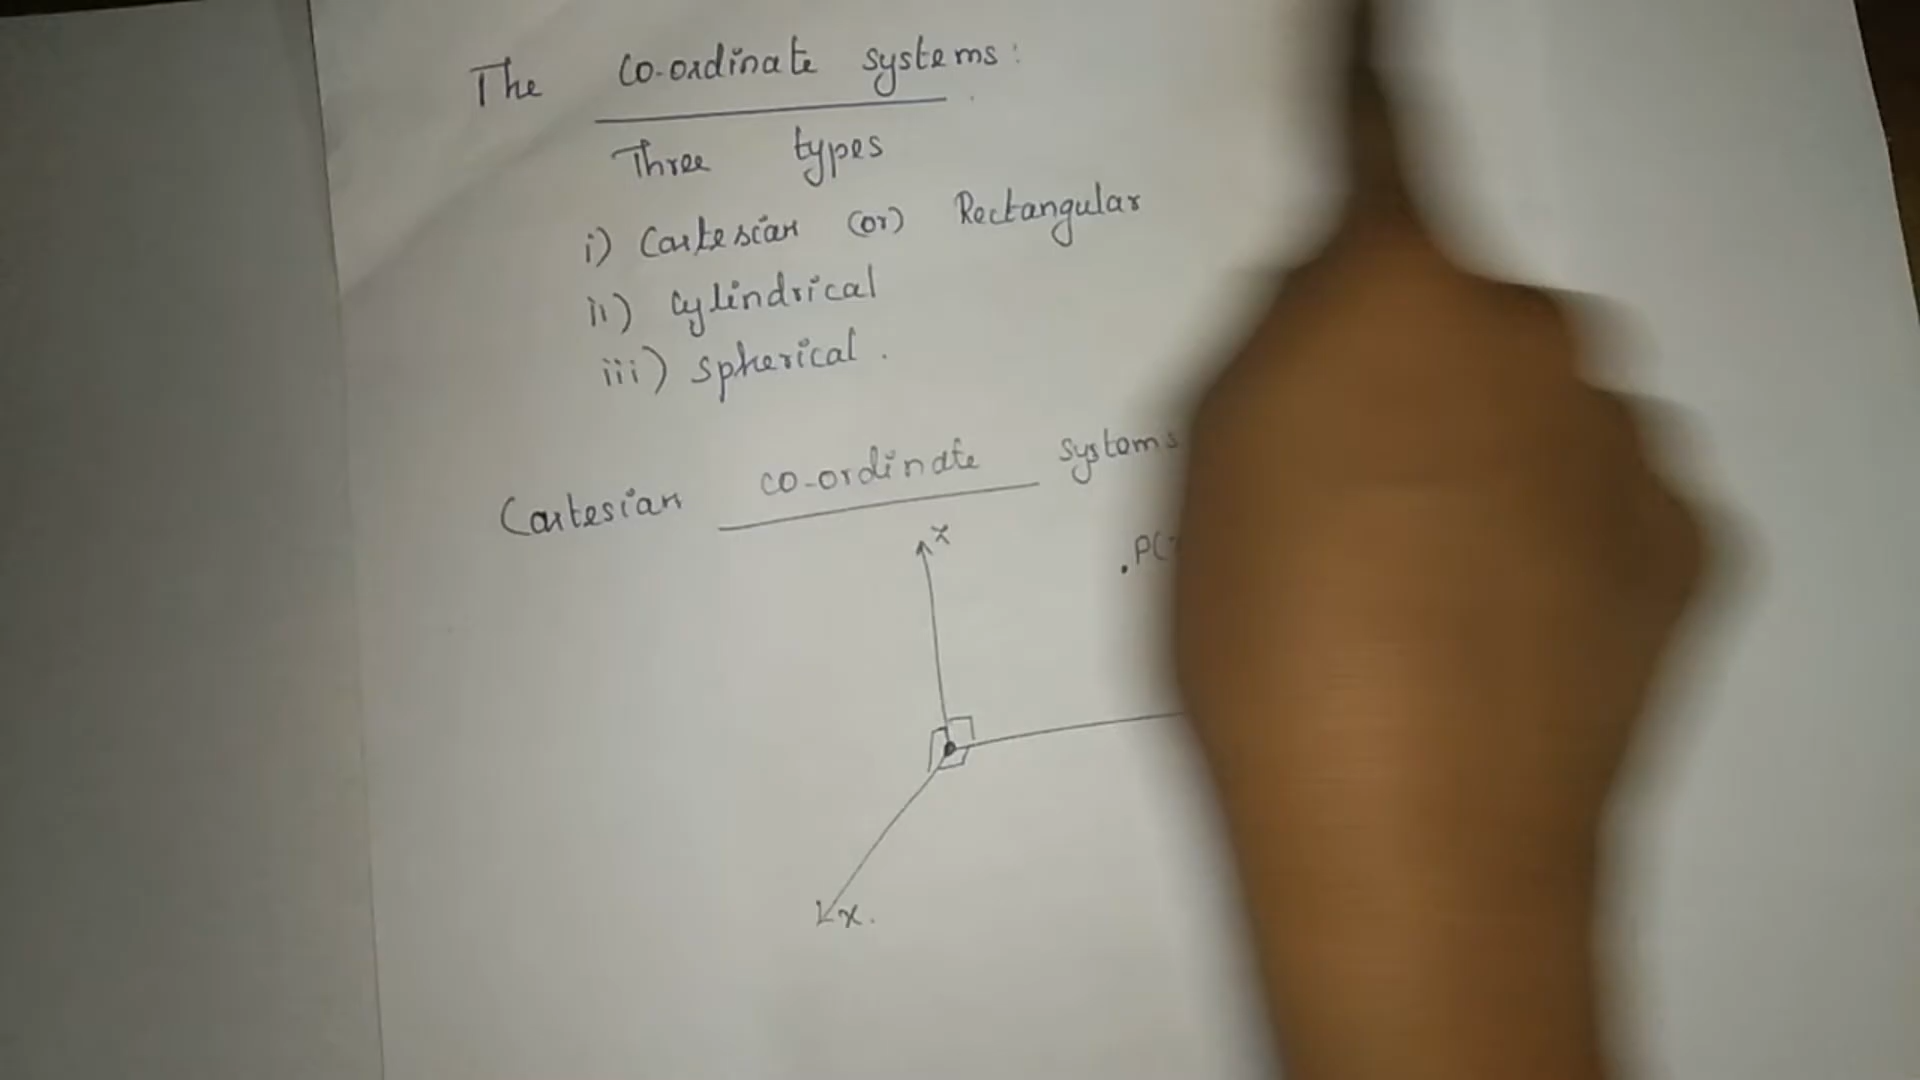 The Co-ordinate systems:
Three types
i) Cartesian (or) Rectangular
ii) cylindrical
iii) spherical.
Cartesian co-ordinate systems
z
.P(
x.